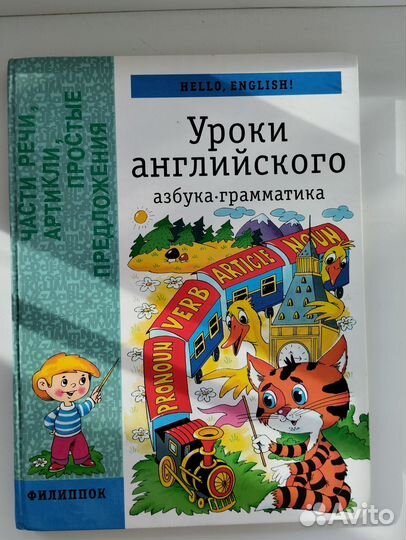 HELLO, ENGLISH!
Уроки
английского
азбука·грамматика
ЧАСТИ РЕЧИ,
АРТИКЛИ,
ПРОСТЫЕ
ПРЕДЛОЖЕНИЯ
PRONOUN
VERB
ARTICLE
NOUN
ФИЛИППОК
Avito